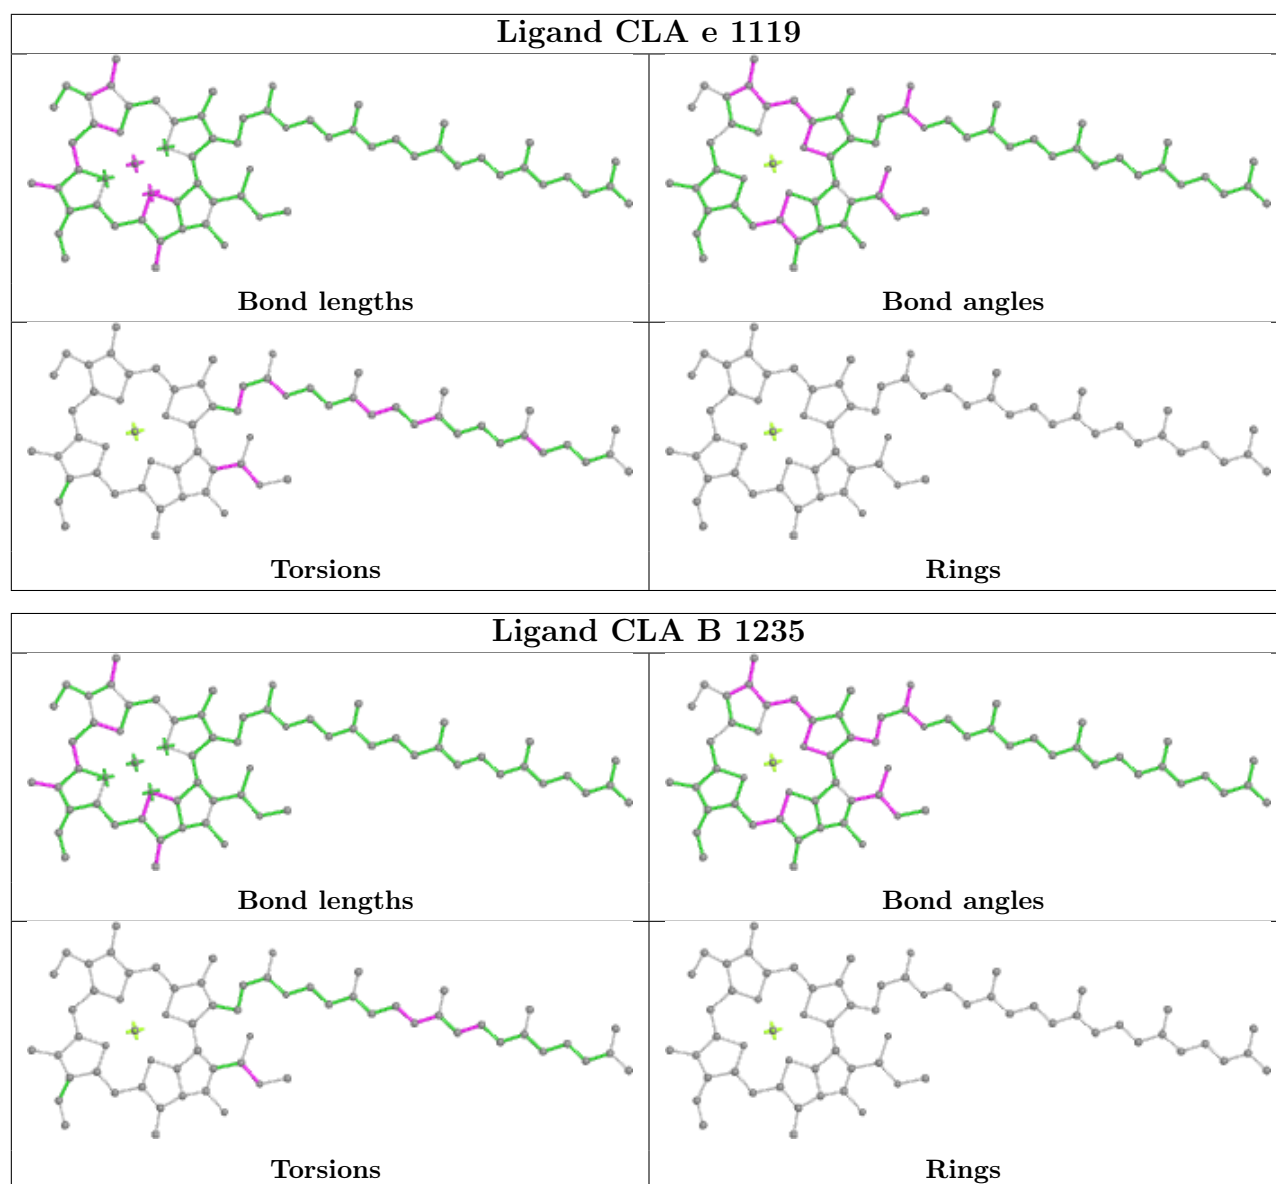 Ligand CLA e 1119
Bond lengths
Bond angles
Torsions
Rings
Ligand CLA B 1235
Bond lengths
Bond angles
Torsions
Rings